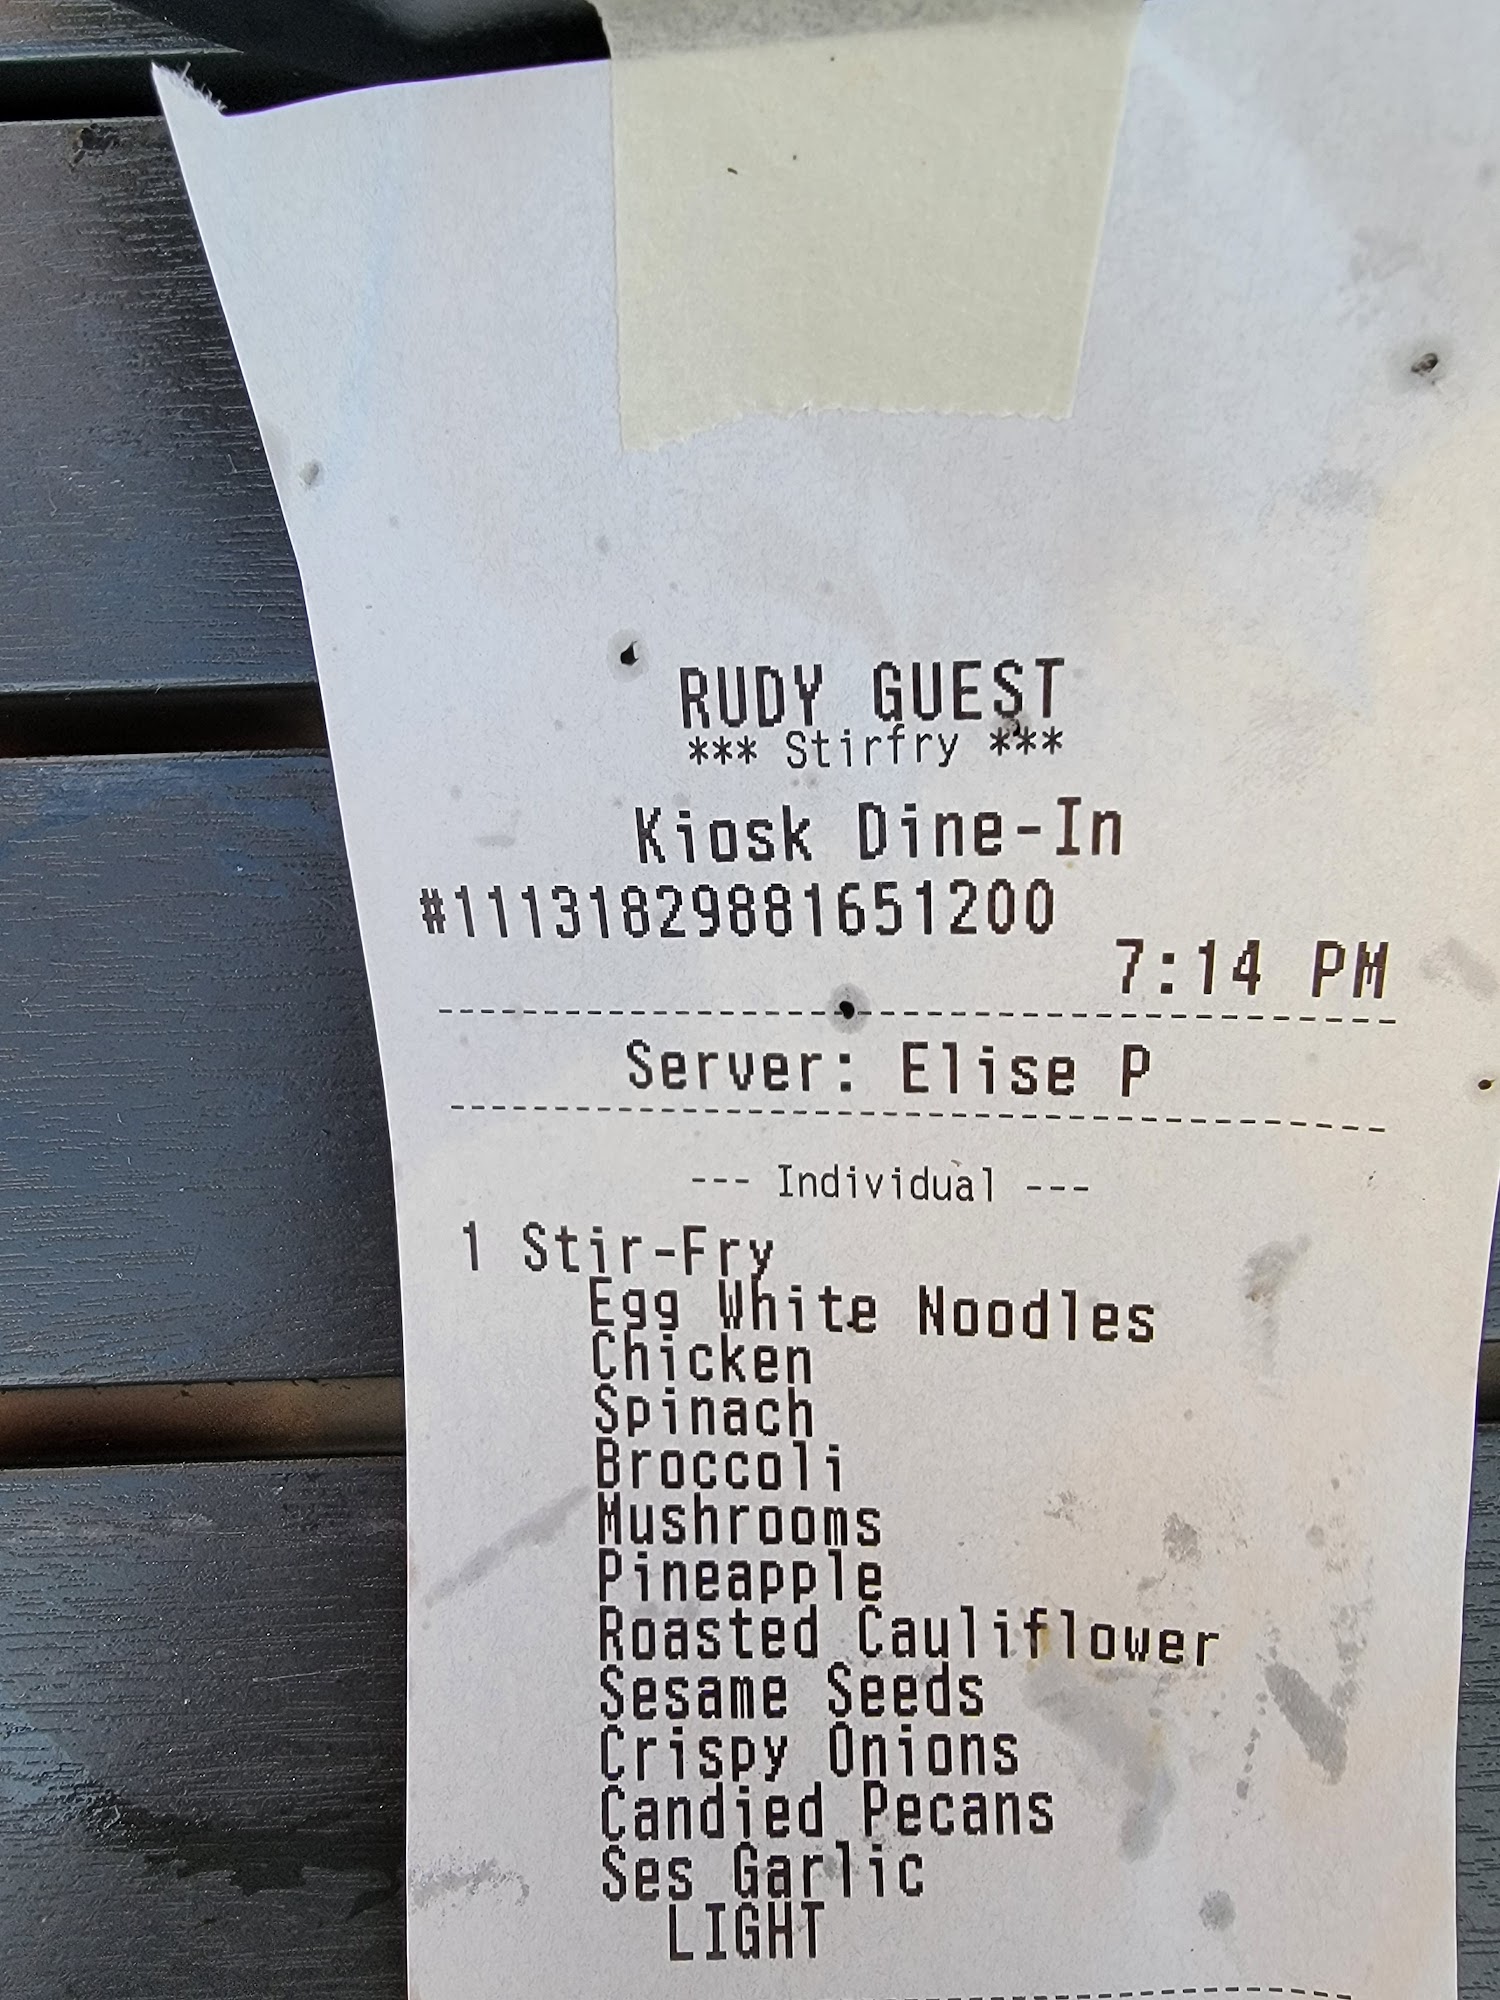 RUDY GUEST
*** Stirfry ***
Kiosk Dine-In
#11131829881651200
7:14 PM
Server: Elise P
--- Individual ---
1 Stir-Fry
Egg White Noodles
Chicken
Spinach
Broccoli
Mushrooms
Pineapple
Roasted Cauliflower
Sesame Seeds
Crispy Onions
Candied Pecans
Ses Garlic
LIGHT